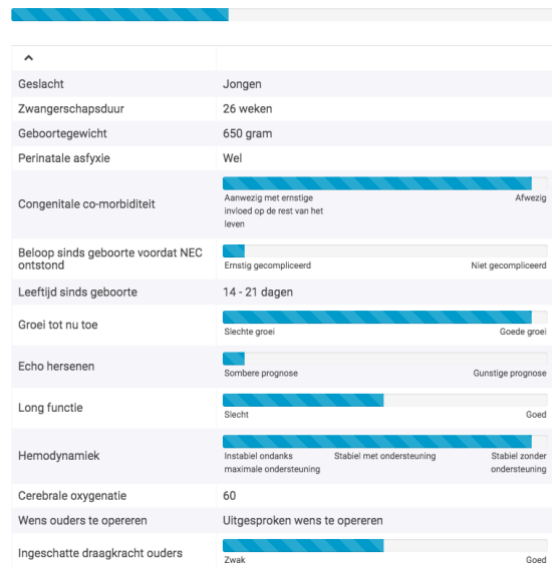 Geslacht Jongen
Zwangerschapsduur 26 weken
Geboortegewicht 650 gram
Perinatale asfyxie Wel
Congenitale co-morbiditeit
Aanwezig met ernstige Afwezig
invloed op de rest van het
leven
Beloop sinds geboorte voordat NEC
ontstond
Ernstig gecompliceerd Niet gecompliceerd
Leeftijd sinds geboorte 14 - 21 dagen
Groei tot nu toe
Slechte groei Goede groei
Echo hersenen
Sombere prognose Gunstige prognose
Long functie
Slecht Goed
Hemodynamiek
Instabiel ondanks Stabiel met ondersteuning Stabiel zonder
maximale ondersteuning ondersteuning
Cerebrale oxygenatie 60
Wens ouders te opereren Uitgesproken wens te opereren
Ingeschatte draagkracht ouders
Zwak Goed